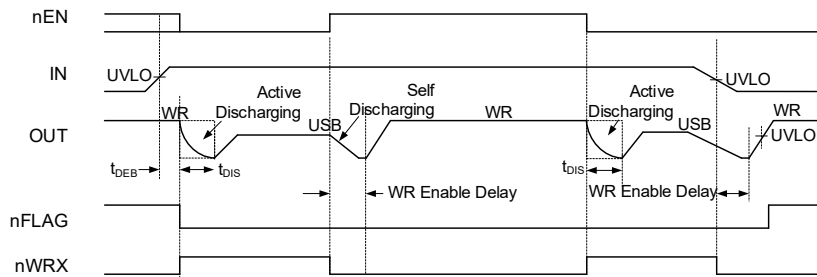 nEN
IN
UVLO
UVLO
OUT
WR
Active
Discharging
USB
Self
Discharging
WR
Active
Discharging
USB
WR
UVLO
tDEB
tDIS
WR Enable Delay
tDIS
WR Enable Delay
nFLAG
nWRX